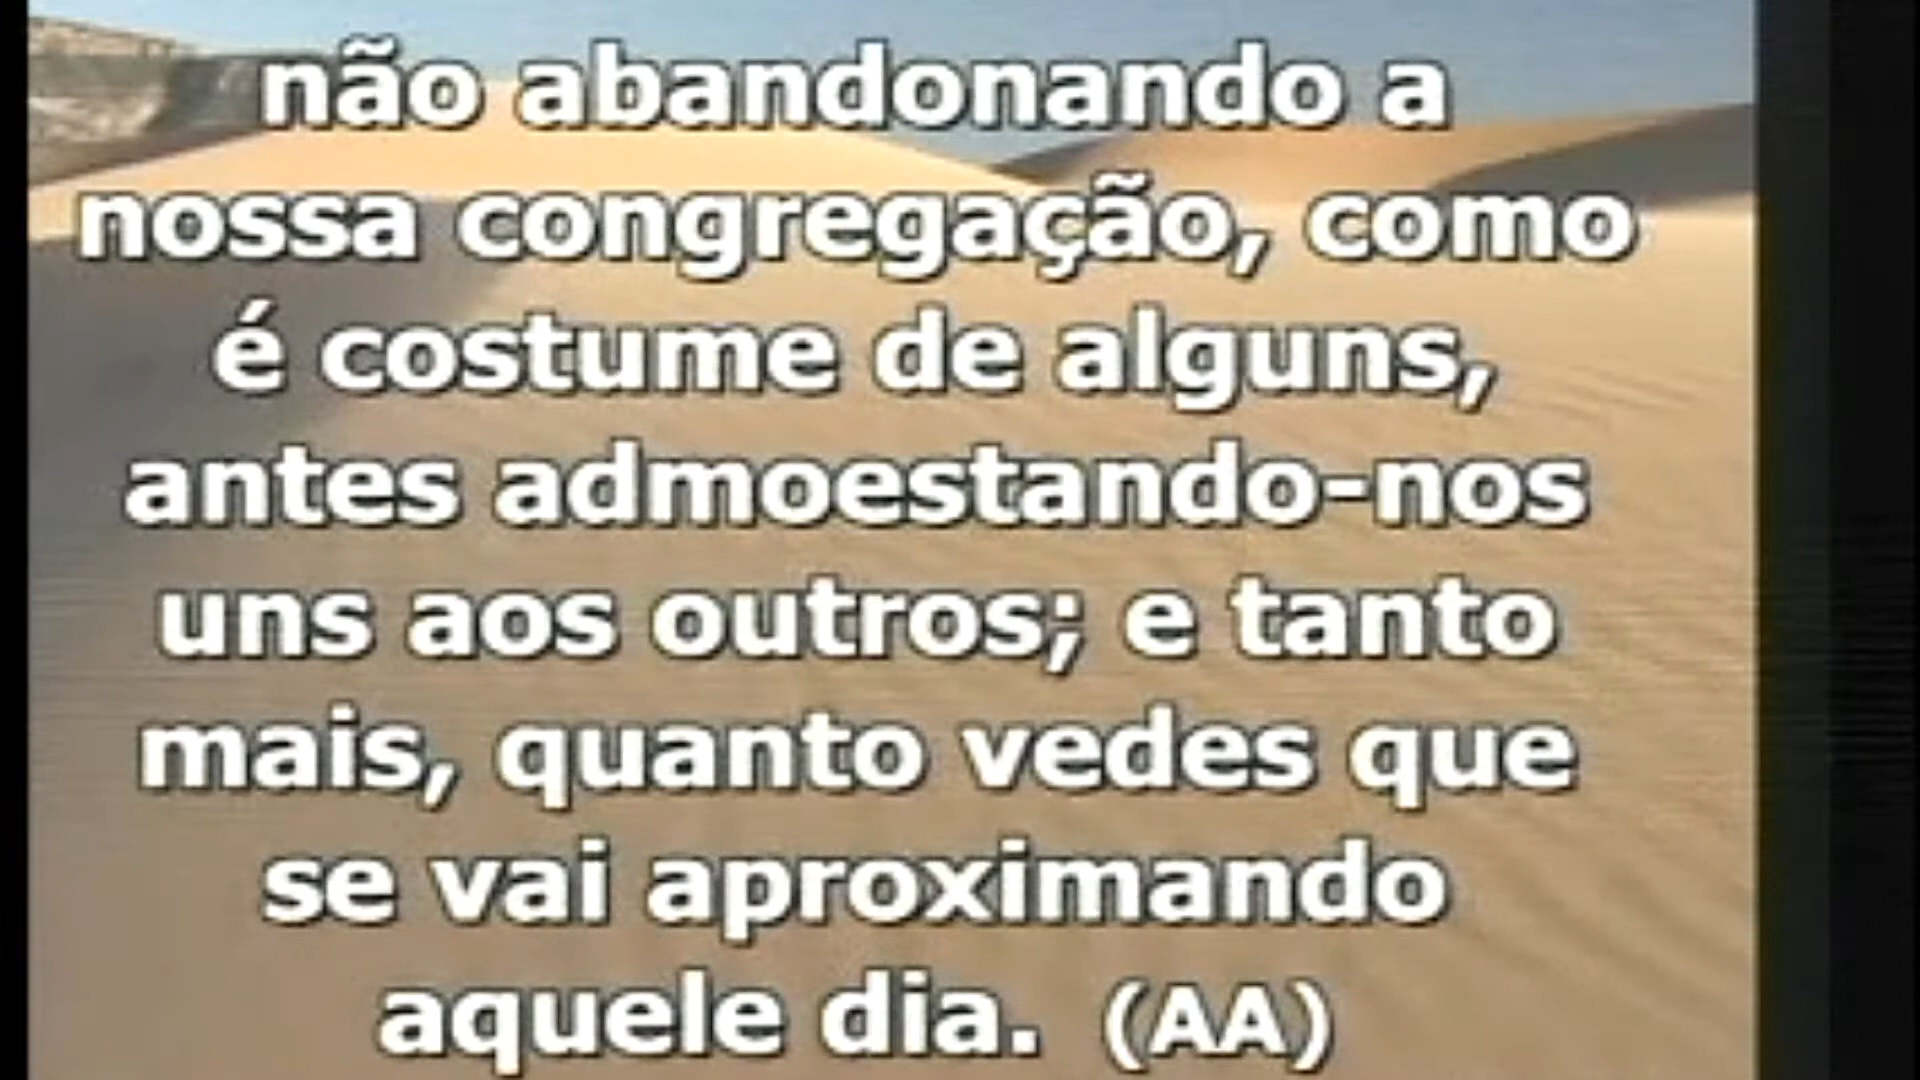 não abandonando a
nossa congregação, como
é costume de alguns,
antes admoestando-nos
uns aos outros; e tanto
mais, quanto vedes que
se vai aproximando
aquele dia. (AA)